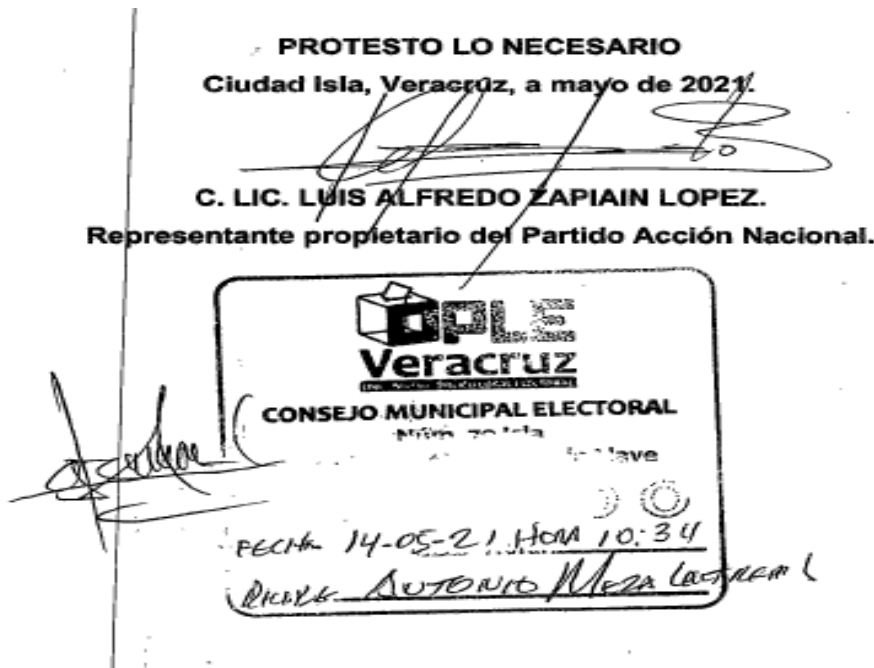 PROTESTO LO NECESARIO
Ciudad Isla, Veracruz, a mayo de 2021.
C. LIC. LUIS ALFREDO ZAPIAIN LOPEZ.
Representante propietario del Partido Acción Nacional.
OPLE
Veracruz
CONSEJO MUNICIPAL ELECTORAL
Isla
FECHA 14-05-21 HORA 10:34
ANTONIO MEZA